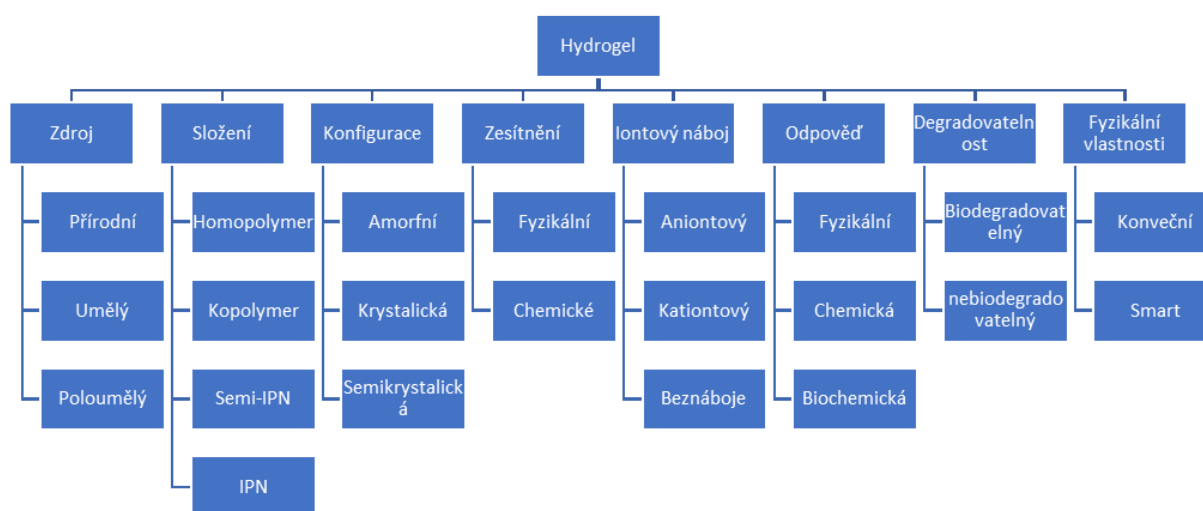 Hydrogel
Zdroj
Složení
Konfigurace
Zesítnění
Iontový náboj
Odpověď
Degradovateln
ost
Fyzikální
vlastnosti
Přírodní
Homopolymer
Amorfní
Fyzikální
Aniontový
Fyzikální
Biodegradovat
elný
Konveční
Umělý
Kopolymer
Krystalická
Chemické
Kationtový
Chemická
nebiodegrado
vatelný
Smart
Poloumělý
Semi-IPN
Semikrystalick
á
Beznáboje
Biochemická
IPN